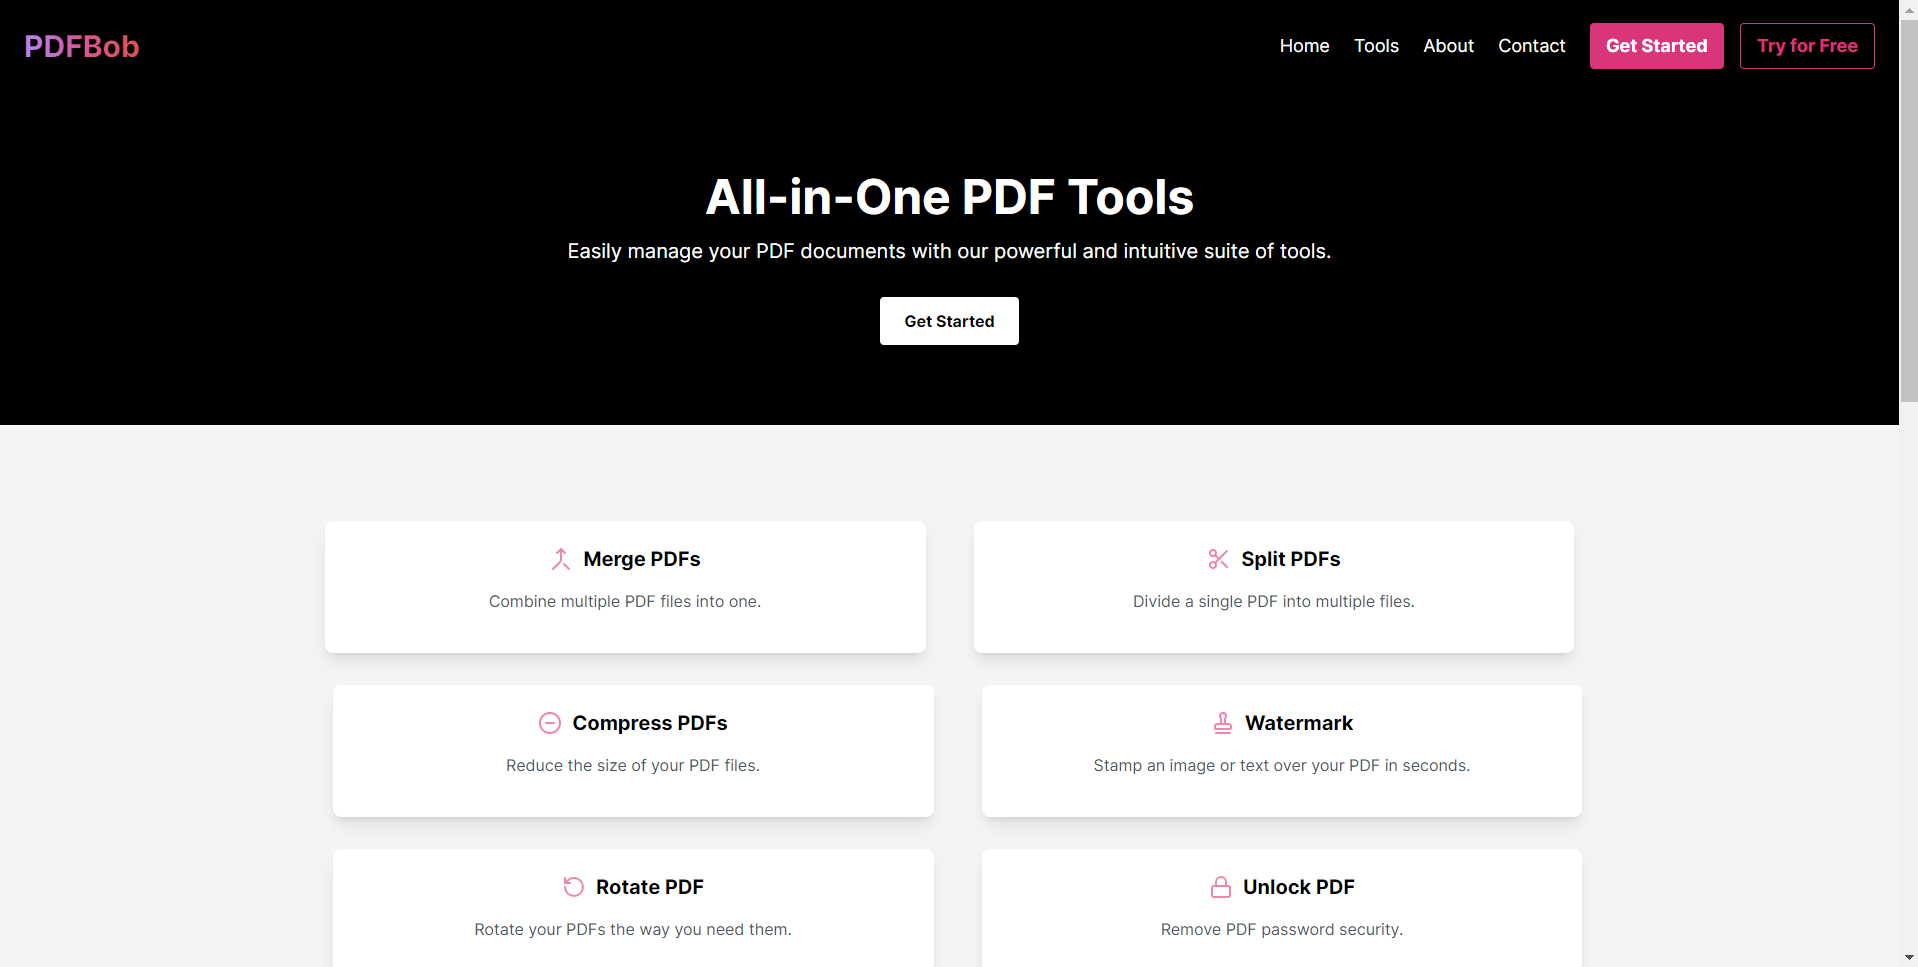 PDFBob
Home Tools About Contact Get Started Try for Free
All-in-One PDF Tools
Easily manage your PDF documents with our powerful and intuitive suite of tools.
Get Started
Merge PDFs
Combine multiple PDF files into one.
Split PDFs
Divide a single PDF into multiple files.
Compress PDFs
Reduce the size of your PDF files.
Watermark
Stamp an image or text over your PDF in seconds.
Rotate PDF
Rotate your PDFs the way you need them.
Unlock PDF
Remove PDF password security.